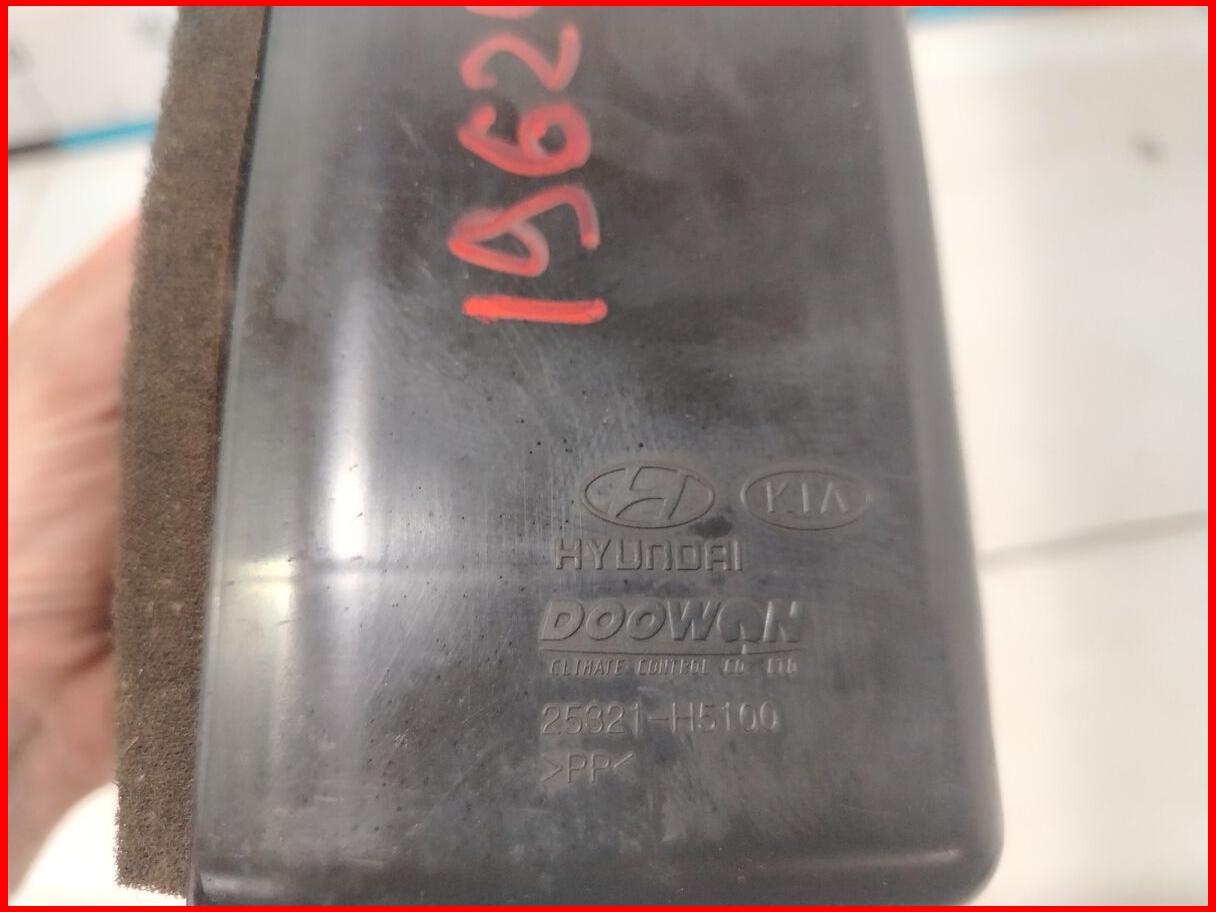 1962
KIA
HYUNDAI
DOOWON
CLIMATE CONTROL CO LTD
25321-H5100
>PP<